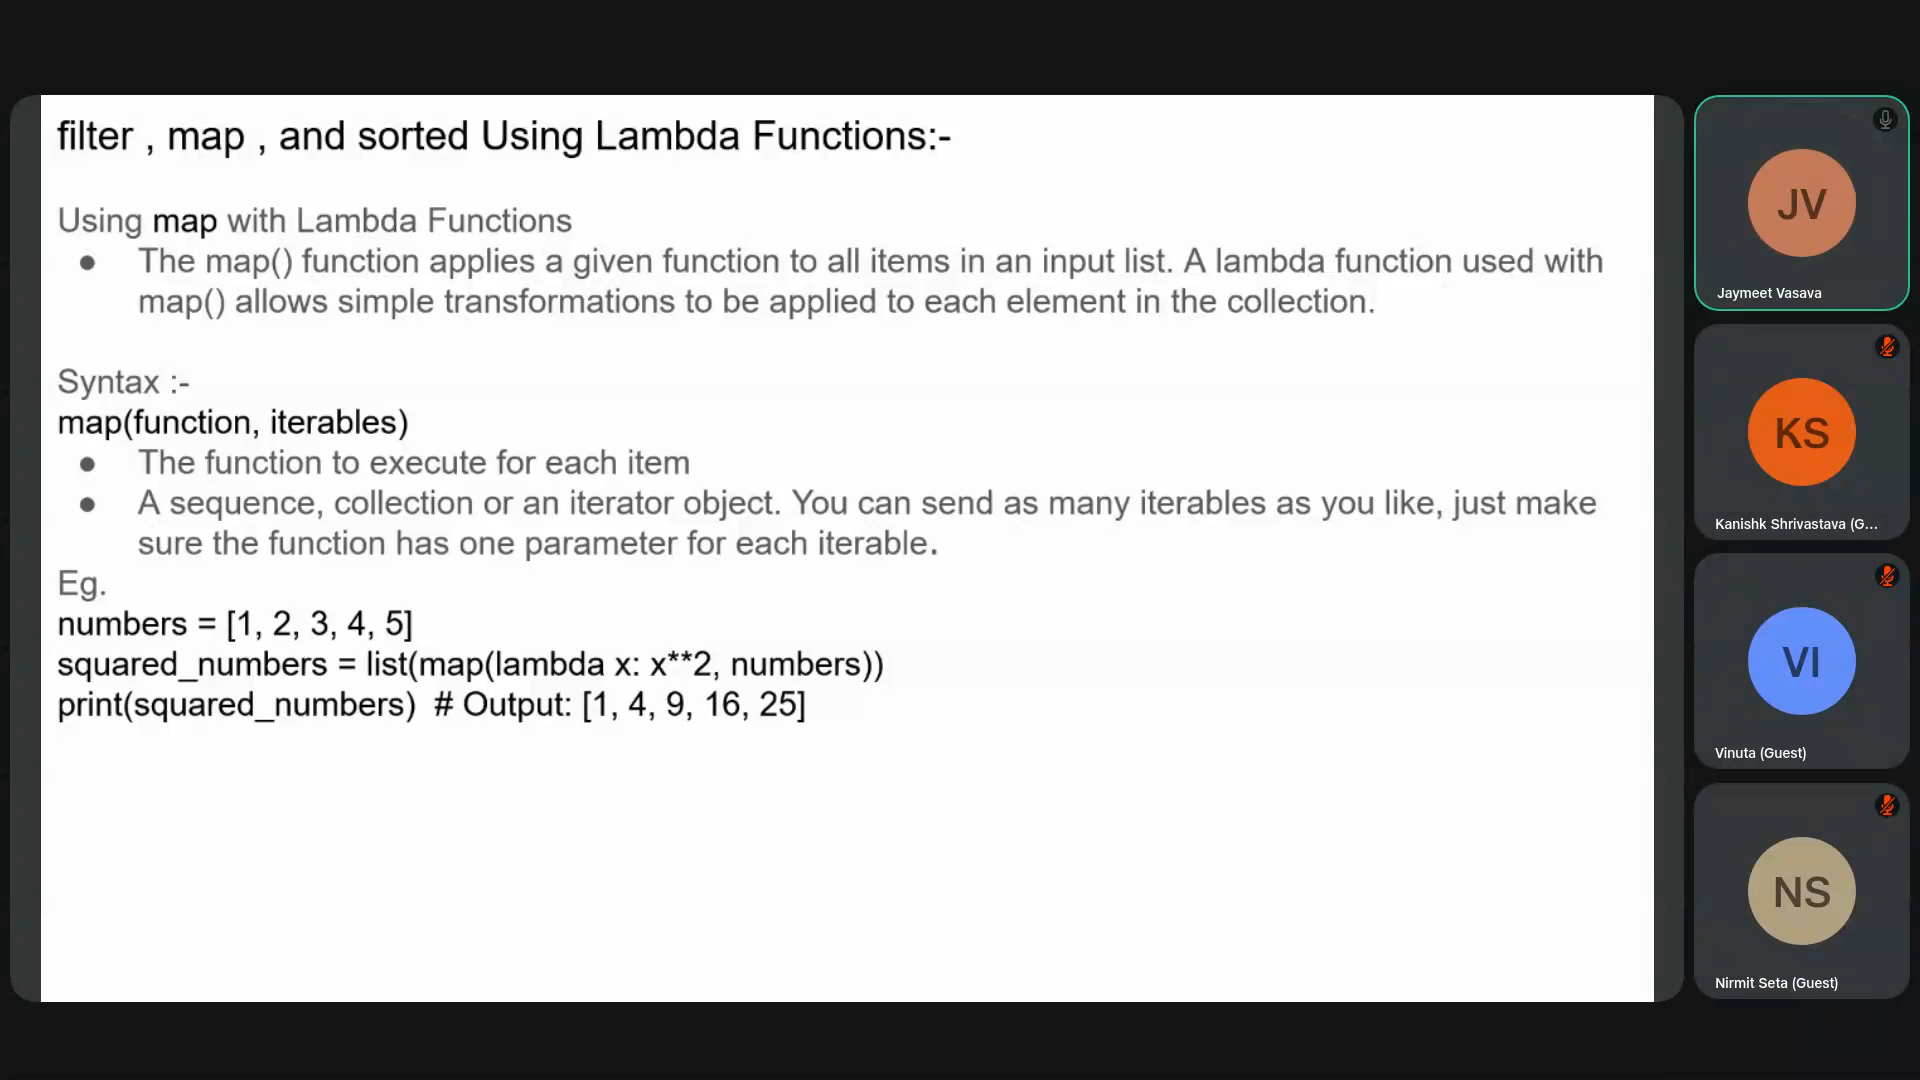 filter , map , and sorted Using Lambda Functions:-
Using map with Lambda Functions
● The map() function applies a given function to all items in an input list. A lambda function used with
map() allows simple transformations to be applied to each element in the collection.
Syntax :-
map(function, iterables)
● The function to execute for each item
● A sequence, collection or an iterator object. You can send as many iterables as you like, just make
sure the function has one parameter for each iterable.
Eg.
numbers = [1, 2, 3, 4, 5]
squared_numbers = list(map(lambda x: x**2, numbers))
print(squared_numbers)  # Output: [1, 4, 9, 16, 25]
JV
Jaymeet Vasava
KS
Kanishk Shrivastava (G...
VI
Vinuta (Guest)
NS
Nirmit Seta (Guest)